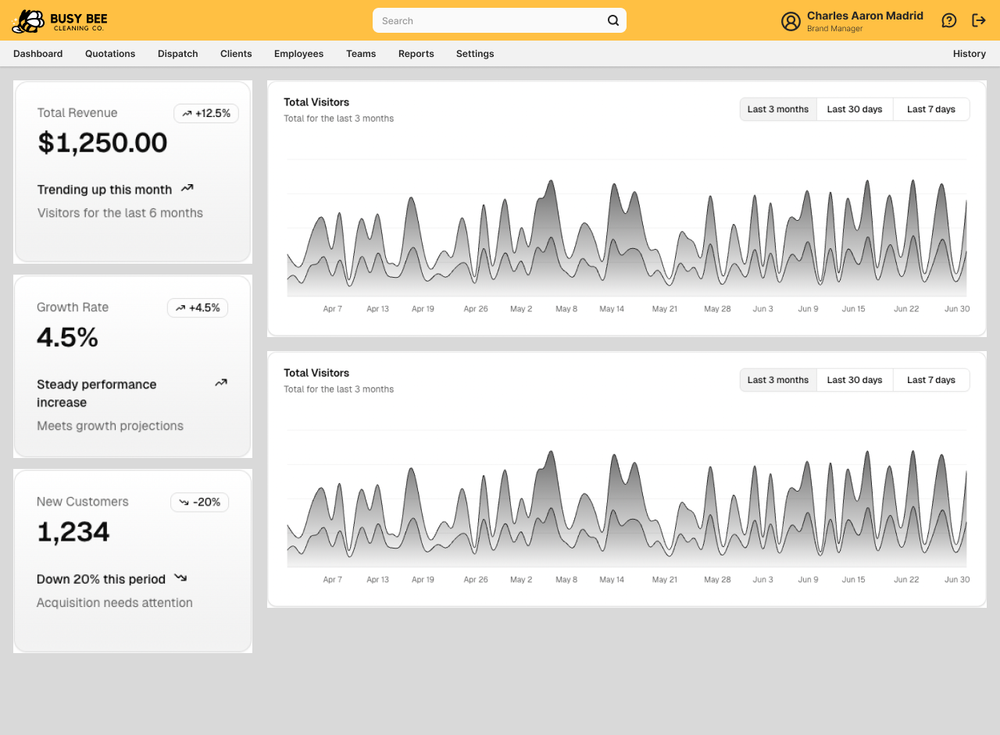 BUSY BEE
CLEANING CO.
Search
Charles Aaron Madrid
Brand Manager
Dashboard Quotations Dispatch Clients Employees Teams Reports Settings History
Total Revenue
+12.5%
$1,250.00
Trending up this month
Visitors for the last 6 months
Growth Rate
+4.5%
4.5%
Steady performance
increase
Meets growth projections
New Customers
-20%
1,234
Down 20% this period
Acquisition needs attention
Total Visitors
Total for the last 3 months
Last 3 months Last 30 days Last 7 days
Apr 7 Apr 13 Apr 19 Apr 26 May 2 May 8 May 14 May 21 May 28 Jun 3 Jun 9 Jun 15 Jun 22 Jun 30
Total Visitors
Total for the last 3 months
Last 3 months Last 30 days Last 7 days
Apr 7 Apr 13 Apr 19 Apr 26 May 2 May 8 May 14 May 21 May 28 Jun 3 Jun 9 Jun 15 Jun 22 Jun 30